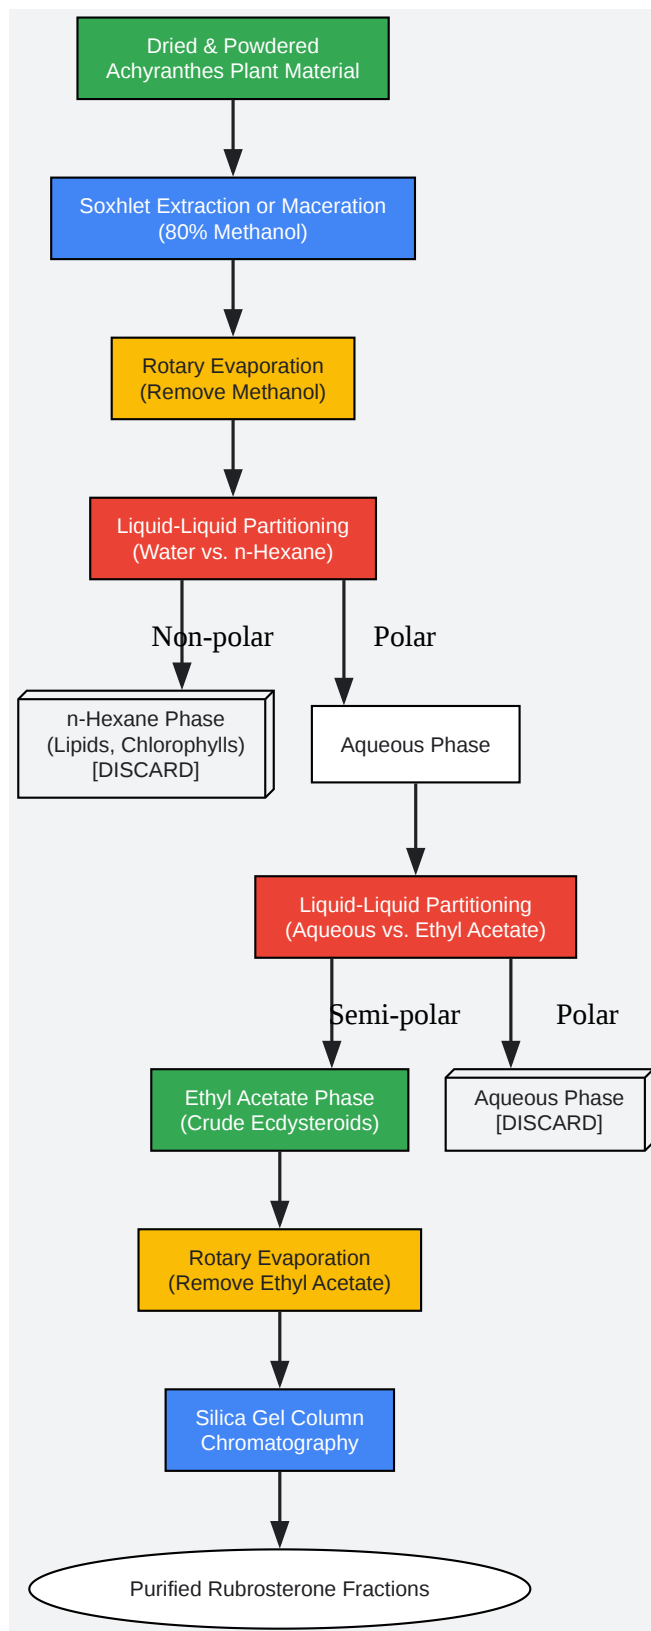 Dried & Powdered
Achyranthes Plant Material
Soxhlet Extraction or Maceration
(80% Methanol)
Rotary Evaporation
(Remove Methanol)
Liquid-Liquid Partitioning
(Water vs. n-Hexane)
Non-polar
Polar
n-Hexane Phase
(Lipids, Chlorophylls)
[DISCARD]
Aqueous Phase
Liquid-Liquid Partitioning
(Aqueous vs. Ethyl Acetate)
Semi-polar
Polar
Ethyl Acetate Phase
(Crude Ecdysteroids)
Aqueous Phase
[DISCARD]
Rotary Evaporation
(Remove Ethyl Acetate)
Silica Gel Column
Chromatography
Purified Rubrosterone Fractions